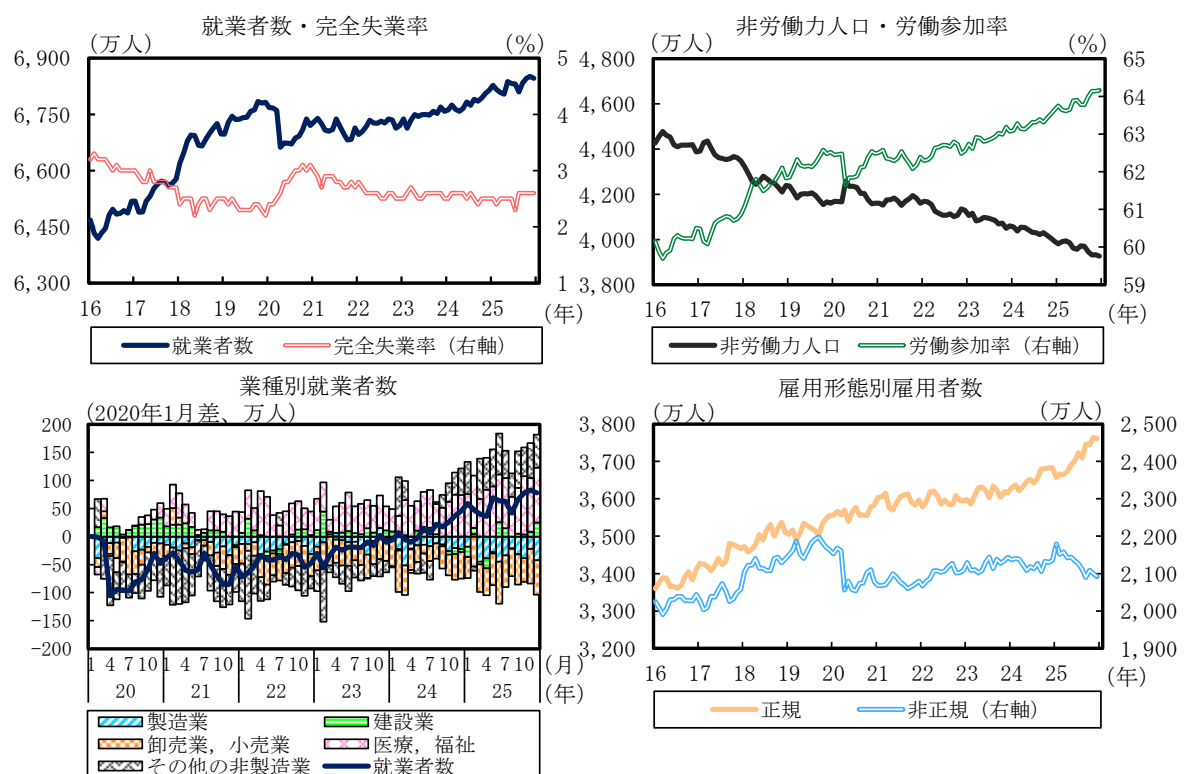 就業者数・完全失業率
(万人) (%)
6,900 5
6,750 4
6,600 3
6,450 2
6,300 1
16 17 18 19 20 21 22 23 24 25
(年)
就業者数 完全失業率 (右軸)
非労働力人口・労働参加率
(万人) (%)
4,800 65
4,600 64
4,400 63
62
4,200 61
4,000 60
3,800 59
16 17 18 19 20 21 22 23 24 25
(年)
非労働力人口 労働参加率 (右軸)
業種別就業者数
(2020年1月差、万人)
200
150
100
50
0
-50
-100
-150
-200
1 4 7 10 1 4 7 10 1 4 7 10 1 4 7 10 1 4 7 10 1 4 7 10 (月)
20 21 22 23 24 25 (年)
製造業 建設業
卸売業, 小売業 医療, 福祉
その他の非製造業 就業者数
雇用形態別雇用者数
(万人) (万人)
3,800 2,500
3,700 2,400
3,600 2,300
3,500 2,200
3,400 2,100
3,300 2,000
3,200 1,900
16 17 18 19 20 21 22 23 24 25
(年)
正規 非正規 (右軸)